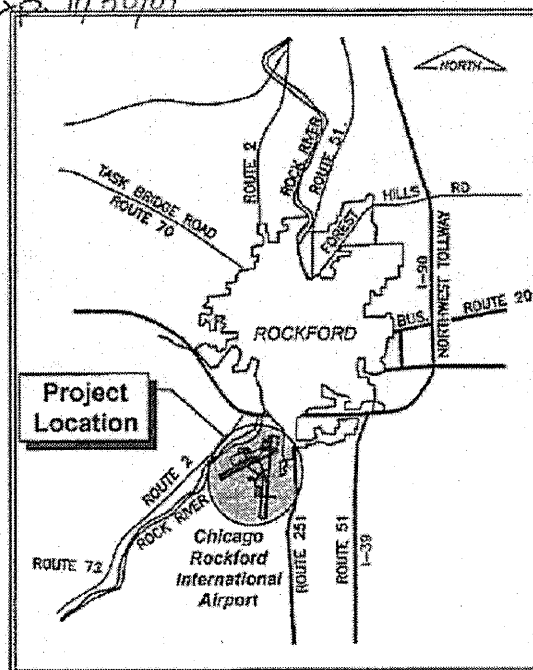 NORTH
ROUTE 2
ROCK RIVER
ROUTE 51
TASK BRIDGE ROAD
ROUTE 70
FOREST
HILLS RD
I-90
NORTHWEST TOLLWAY
BUS. ROUTE 20
ROCKFORD
Project
Location
ROUTE 2
ROCK RIVER
ROUTE 72
Chicago
Rockford
International
Airport
ROUTE 251
ROUTE 51
I-39